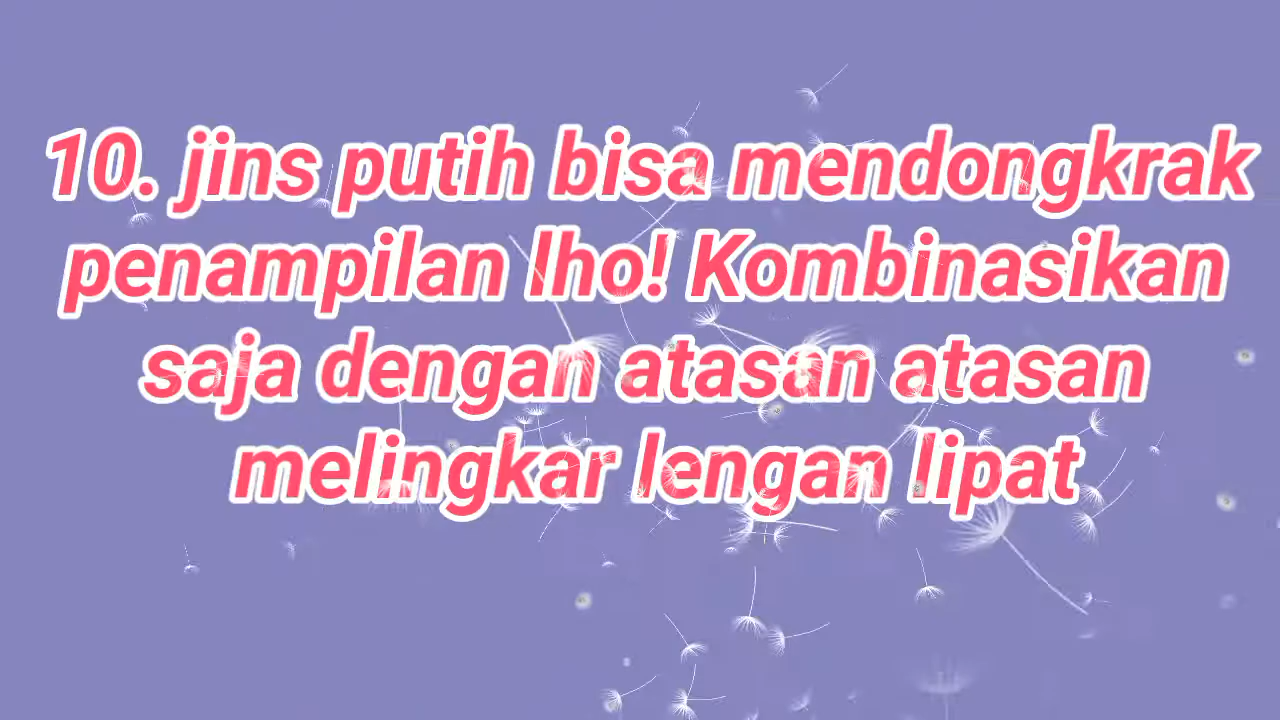 10. jins putih bisa mendongkrak
penampilan lho! Kombinasikan
saja dengan atasan atasan
melingkar lengan lipat